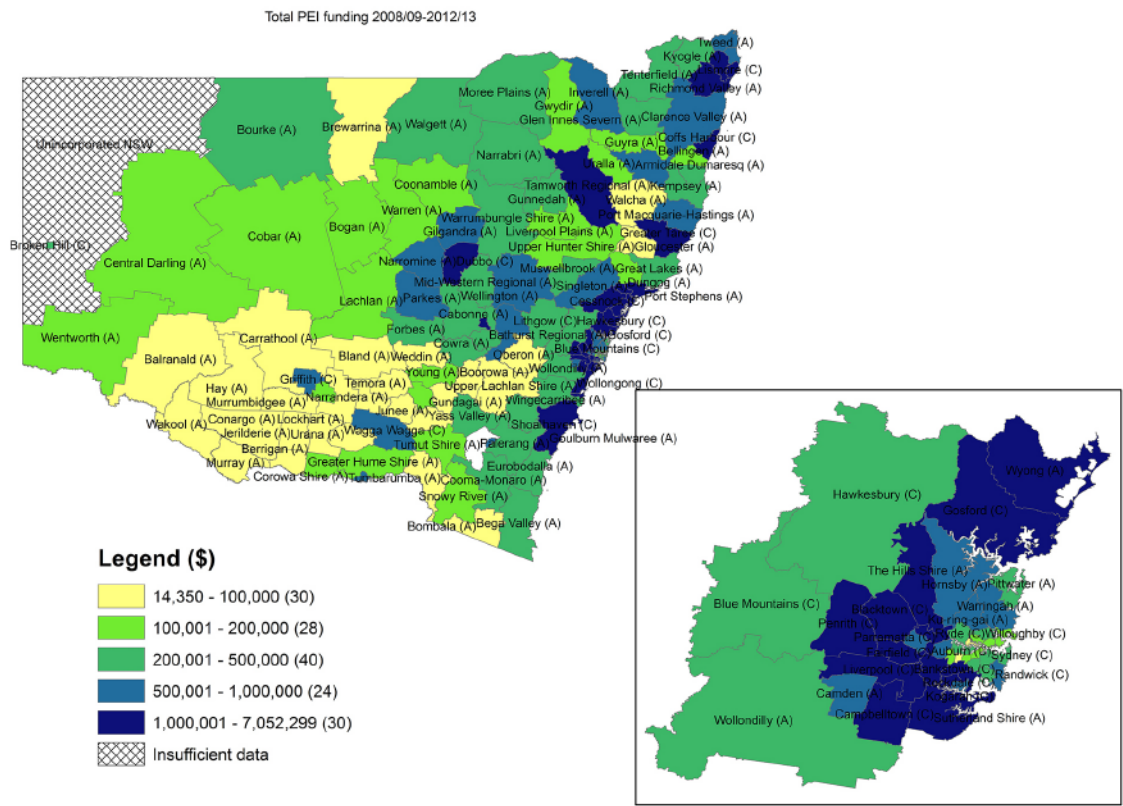 Total PEI funding 2008/09-2012/13
Tweed (A)
Kyogle (A)
Tenterfield (A)
Richmond Valley (A)
Moree Plains (A)
Inverell (A)
Gwydir (A)
Glen Innes Severn (A)
Clarence Valley (A)
Bourke (A)
Brewarrina (A)
Walgett (A)
Coffs Harbour (C)
Unincorporated NSW
Guyra (A)
Bellingen (A)
Narrabri (A)
Uralla (A)
Armidale Dumaresq (A)
Coonamble (A)
Tamworth Regional (A)
Kempsey (A)
Gunnedah (A)
Walcha (A)
Warren (A)
Warrumbungle Shire (A)
Port Macquarie-Hastings (A)
Bogan (A)
Gilgandra (A)
Liverpool Plains (A)
Greater Taree (C)
Cobar (A)
Broken Hill (C)
Upper Hunter Shire (A)
Gloucester (A)
Central Darling (A)
Narromine (A)
Dubbo (C)
Muswellbrook (A)
Great Lakes (A)
Mid-Western Regional (A)
Singleton (A)
Dungog (A)
Lachlan (A)
Parkes (A)
Wellington (A)
Cessnock (C)
Port Stephens (A)
Cabonne (A)
Wentworth (A)
Forbes (A)
Lithgow (C)
Hawkesbury (C)
Carrathool (A)
Cowra (A)
Bathurst Regional (A)
Gosford (C)
Balranald (A)
Bland (A)
Weddin (A)
Oberon (A)
Blue Mountains (C)
Griffith (C)
Young (A)
Boorowa (A)
Wollondilly (A)
Hay (A)
Temora (A)
Upper Lachlan Shire (A)
Wollongong (C)
Murrumbidgee (A)
Narrandera (A)
Gundagai (A)
Wingecarribee (A)
Wakool (A)
Conargo (A)
Lockhart (A)
Junee (A)
Yass Valley (A)
Jerilderie (A)
Urana (A)
Wagga Wagga (C)
Shoalhaven (C)
Berrigan (A)
Tumut Shire (A)
Palerang (A)
Goulburn Mulwaree (A)
Murray (A)
Greater Hume Shire (A)
Eurobodalla (A)
Corowa Shire (A)
Tumbarumba (A)
Cooma-Monaro (A)
Snowy River (A)
Bombala (A)
Bega Valley (A)
Legend ($)
14,350 - 100,000 (30)
100,001 - 200,000 (28)
200,001 - 500,000 (40)
500,001 - 1,000,000 (24)
1,000,001 - 7,052,299 (30)
Insufficient data
Wyong (A)
Hawkesbury (C)
Gosford (C)
The Hills Shire (A)
Hornsby (A)
Pittwater (A)
Blue Mountains (C)
Blacktown (C)
Warringah (A)
Penrith (C)
Ku-ring-gai (A)
Parramatta (C)
Ryde (C)
Willoughby (C)
Fairfield (C)
Auburn (C)
Sydney (C)
Liverpool (C)
Bankstown (C)
Randwick (C)
Camden (A)
Campbelltown (C)
Sutherland Shire (A)
Wollondilly (A)